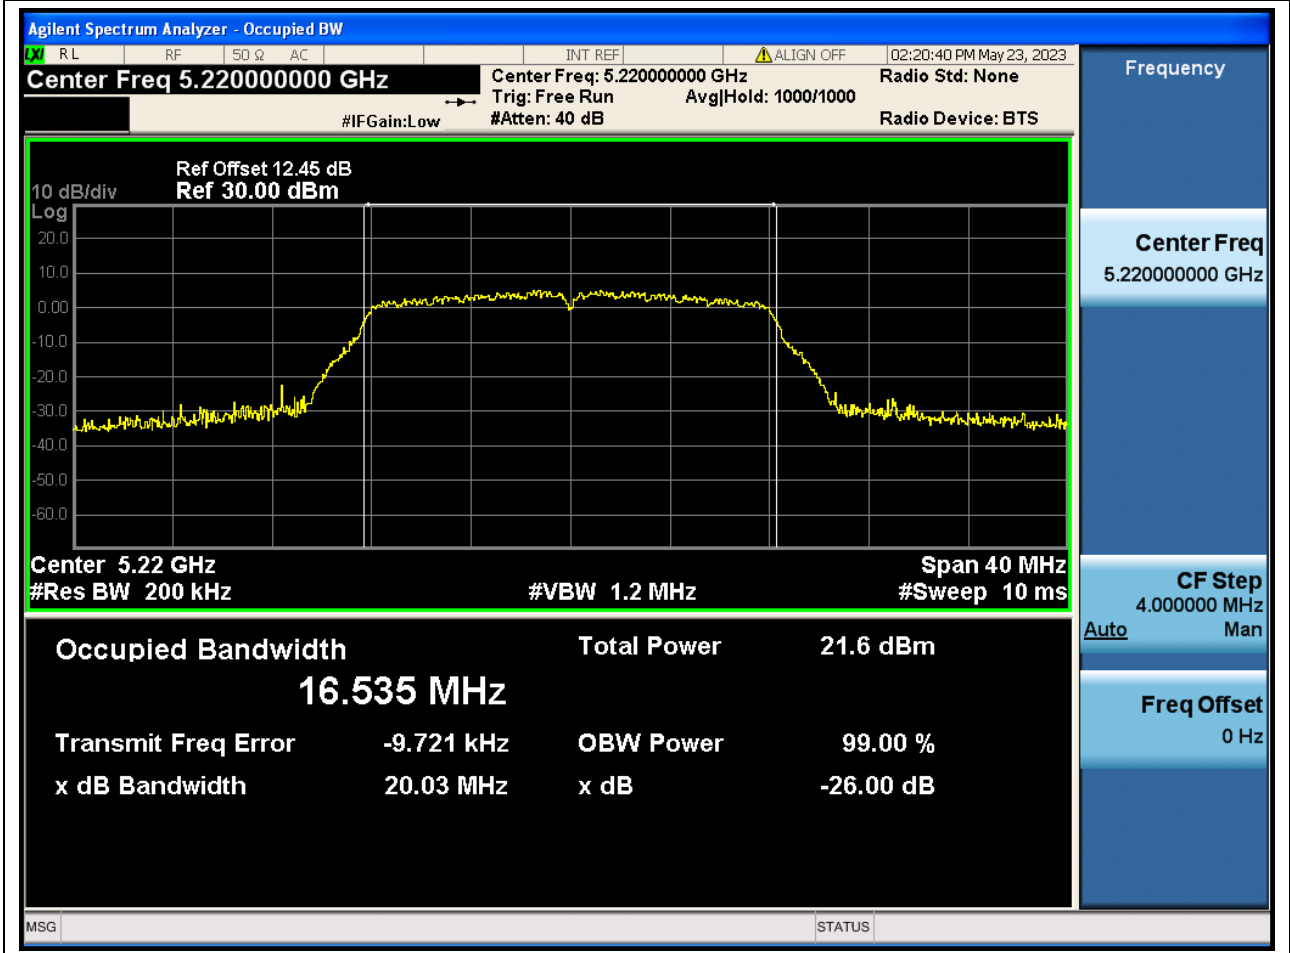 Agilent Spectrum Analyzer - Occupied BW
LXI RL RF 50 Ω AC INT REF ALIGN OFF 02:20:40 PM May 23, 2023
Center Freq 5.220000000 GHz
Center Freq: 5.220000000 GHz
Radio Std: None
Trig: Free Run Avg|Hold: 1000/1000
#IFGain:Low
#Atten: 40 dB
Radio Device: BTS
Ref Offset 12.45 dB
10 dB/div Ref 30.00 dBm
Log
20.0
10.0
0.00
-10.0
-20.0
-30.0
-40.0
-50.0
-60.0
Center 5.22 GHz Span 40 MHz
#Res BW 200 kHz #VBW 1.2 MHz #Sweep 10 ms
Occupied Bandwidth Total Power 21.6 dBm
16.535 MHz
Transmit Freq Error -9.721 kHz OBW Power 99.00 %
x dB Bandwidth 20.03 MHz x dB -26.00 dB
MSG STATUS
Frequency
Center Freq
5.220000000 GHz
CF Step
4.000000 MHz
Auto Man
Freq Offset
0 Hz